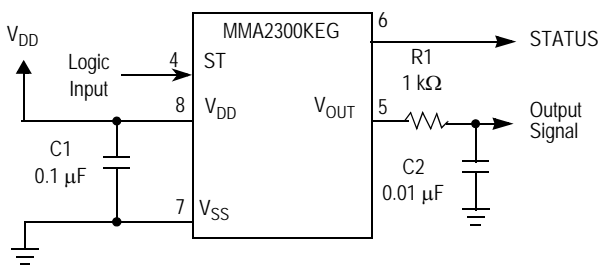 MMA2300KEG
6
STATUS
V_DD
Logic
Input
4
ST
R1
1 kΩ
8
V_DD
V_OUT
5
Output
Signal
C1
0.1 μF
C2
0.01 μF
7
V_SS